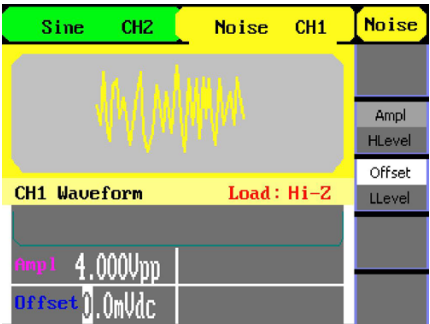 Sine CH2 Noise CH1 Noise
Ampl
HLevel
Offset
LLevel
CH1 Waveform Load: Hi-Z
Ampl 4.000Vpp
Offset 0.0mVdc